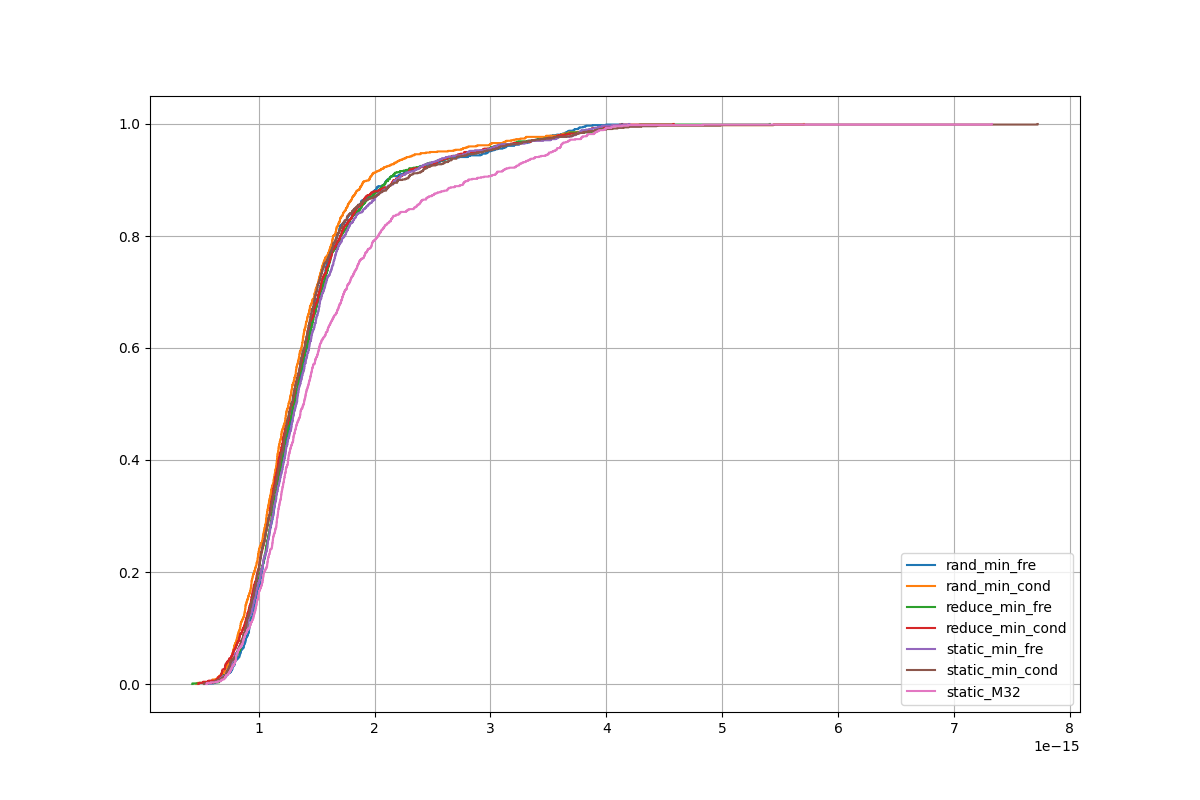 1.0
0.8
0.6
0.4
0.2
0.0
1 2 3 4 5 6 7 8
1e−15
rand_min_fre
rand_min_cond
reduce_min_fre
reduce_min_cond
static_min_fre
static_min_cond
static_M32